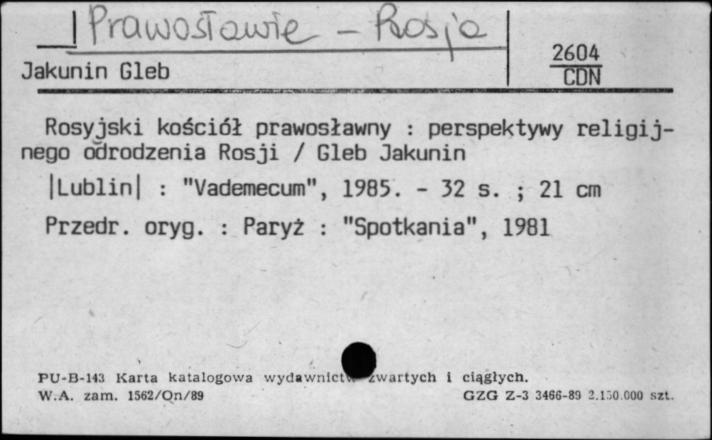 Prawosławie - Rosja
2604
CDN
Jakunin Gleb
Rosyjski kościół prawosławny : perspektywy religij-
nego odrodzenia Rosji / Gleb Jakunin
|Lublin| : "Vademecum", 1985. - 32 s. ; 21 cm
Przedr. oryg. : Paryż : "Spotkania", 1981
PU-B-143 Karta katalogowa wydawnictw zwartych i ciągłych.
W.A. zam. 1562/Qn/89 GZG Z-3 3466-89 2.150.000 szt.